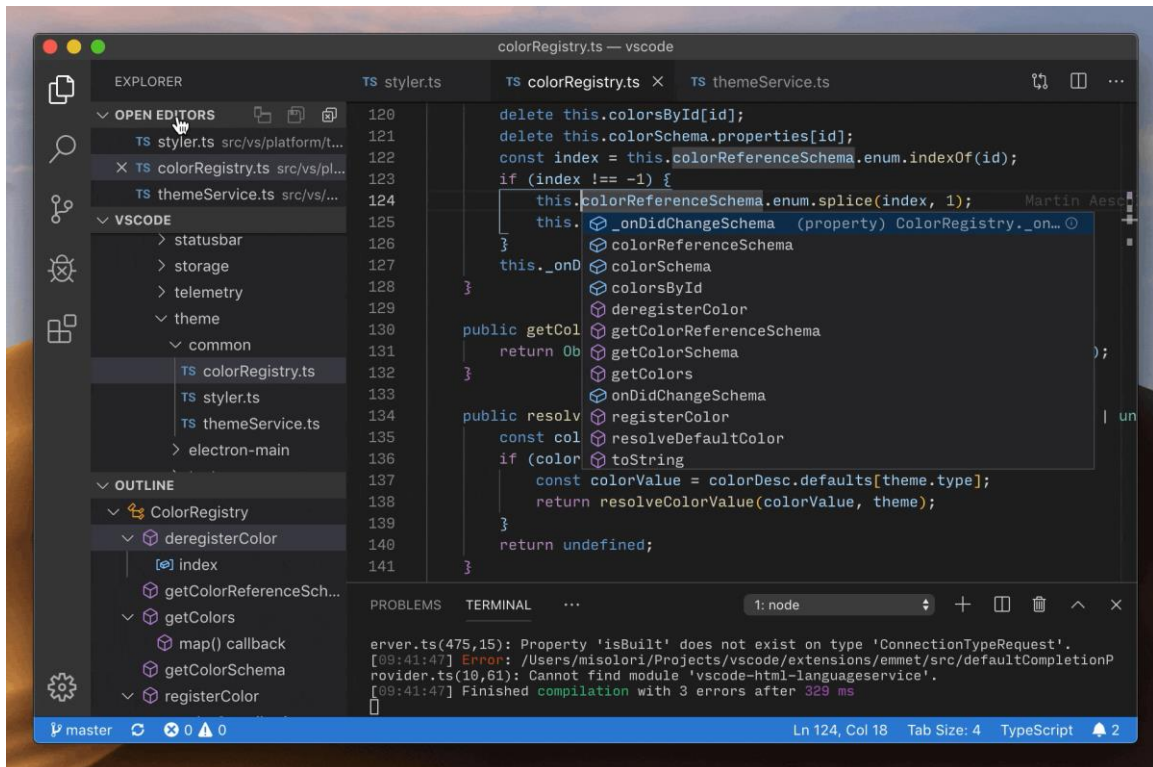 colorRegistry.ts — vscode
EXPLORER
TS styler.ts
TS colorRegistry.ts
TS themeService.ts
OPEN EDITORS
TS styler.ts src/vs/platform/t...
TS colorRegistry.ts src/vs/pl...
TS themeService.ts src/vs/...
VSCODE
statusbar
storage
telemetry
theme
common
TS colorRegistry.ts
TS styler.ts
TS themeService.ts
electron-main
OUTLINE
ColorRegistry
deregisterColor
index
getColorReferenceSch...
getColors
map() callback
getColorSchema
registerColor
120 delete this.colorsById[id];
121 delete this.colorSchema.properties[id];
122 const index = this.colorReferenceSchema.enum.indexOf(id);
123 if (index !== -1) {
124 this.colorReferenceSchema.enum.splice(index, 1); Martin
125 this.
126 }
127 this._onD
128 }
129
130 public getCol
131 return Ob );
132 }
133
134 public resolv | un
135 const col
136 if (color
137 const colorValue = colorDesc.defaults[theme.type];
138 return resolveColorValue(colorValue, theme);
139 }
140 return undefined;
141 }
_onDidChangeSchema (property) ColorRegistry._on...
colorReferenceSchema
colorSchema
colorsById
deregisterColor
getColorReferenceSchema
getColorSchema
getColors
onDidChangeSchema
registerColor
resolveDefaultColor
toString
PROBLEMS TERMINAL ... 1: node
erver.ts(475,15): Property 'isBuilt' does not exist on type 'ConnectionTypeRequest'.
[09:41:47] Error: /Users/misolori/Projects/vscode/extensions/emmet/src/defaultCompletionP
rovider.ts(10,61): Cannot find module 'vscode-html-languageservice'.
[09:41:47] Finished compilation with 3 errors after 329 ms
master 0 0 Ln 124, Col 18 Tab Size: 4 TypeScript 2